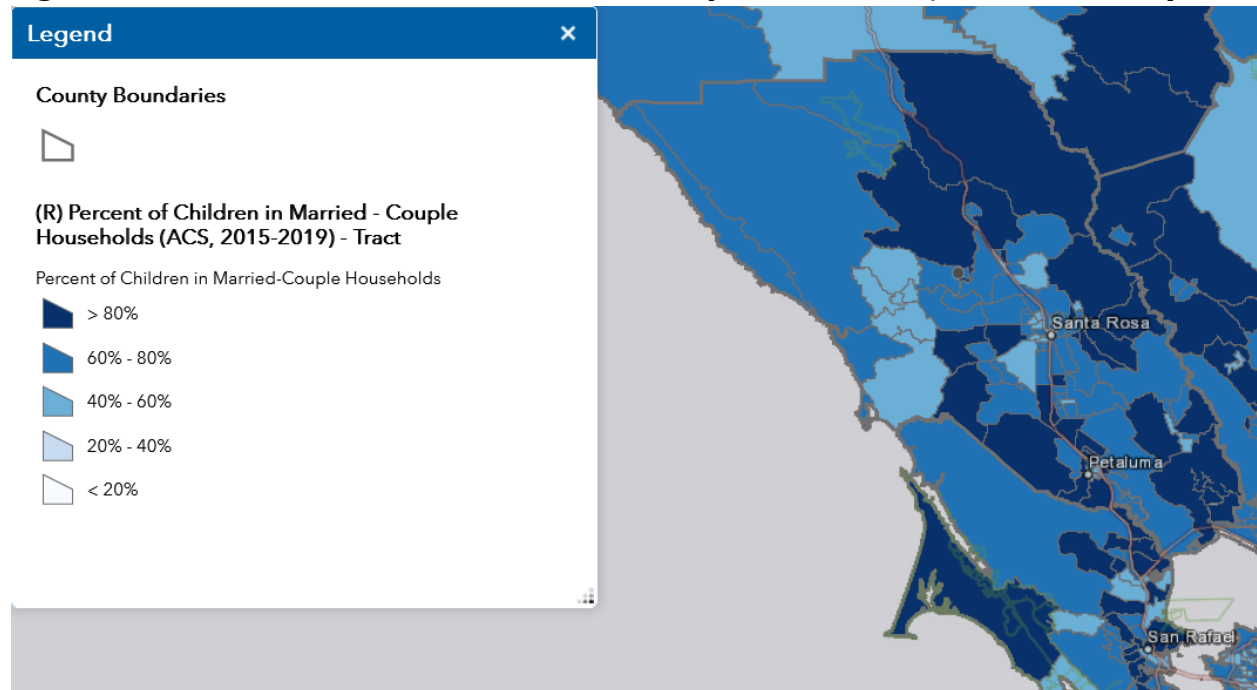 Legend
County Boundaries
(R) Percent of Children in Married - Couple
Households (ACS, 2015-2019) - Tract
Percent of Children in Married-Couple Households
> 80%
60% - 80%
40% - 60%
20% - 40%
< 20%
Santa Rosa
Petaluma
San Rafael